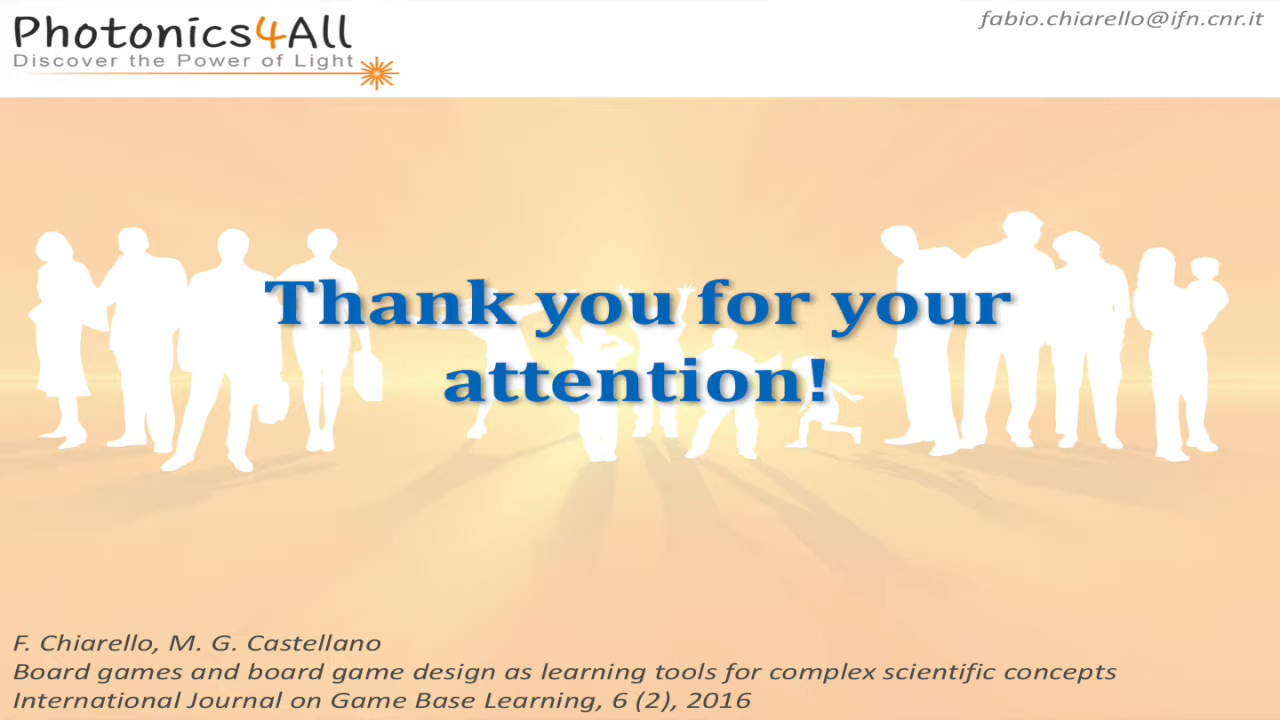 Photonics4All
Discover the Power of Light
fabio.chiarello@ifn.cnr.it
Thank you for your
attention!
F. Chiarello, M. G. Castellano
Board games and board game design as learning tools for complex scientific concepts
International Journal on Game Base Learning, 6 (2), 2016